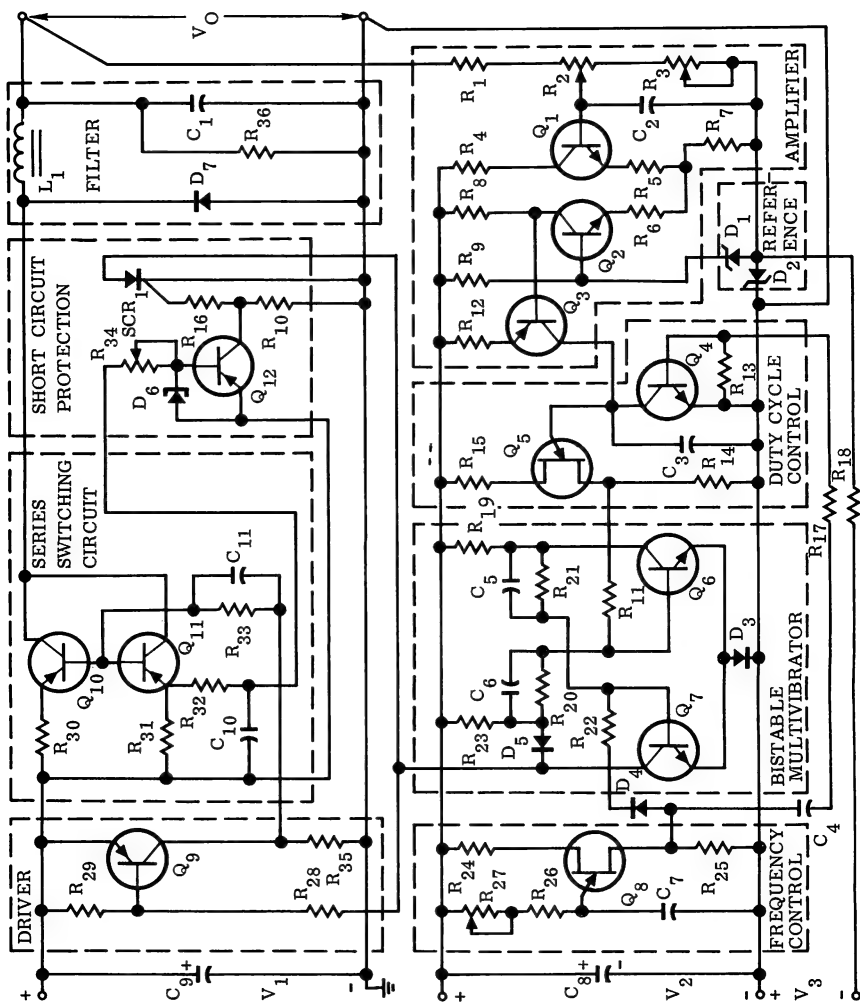 DRIVER
R29
Q9
R28
R35
C9
+
V1
+
-
SERIES
SWITCHING
CIRCUIT
R30
Q10
R31
Q11
R32
R33
C10
C11
SHORT CIRCUIT
PROTECTION
R34
SCR1
D6
R16
Q12
R10
L1
FILTER
D7
C1
R36
VO
FREQUENCY
CONTROL
R24
R27
R26
Q8
C7
R25
C8
+
-
V2
+
-
+
V3
-
BISTABLE
MULTIVIBRATOR
R23
C6
R20
D5
R22
D4
Q7
C5
R21
R19
R11
Q6
D3
C4
DUTY CYCLE
CONTROL
R15
Q5
C3
R14
Q4
R13
R17
R18
AMPLIFIER
R12
R9
R8
R4
Q3
Q2
Q1
R6
R5
R7
C2
R1
R2
R3
REFER-
ENCE
D1
D2